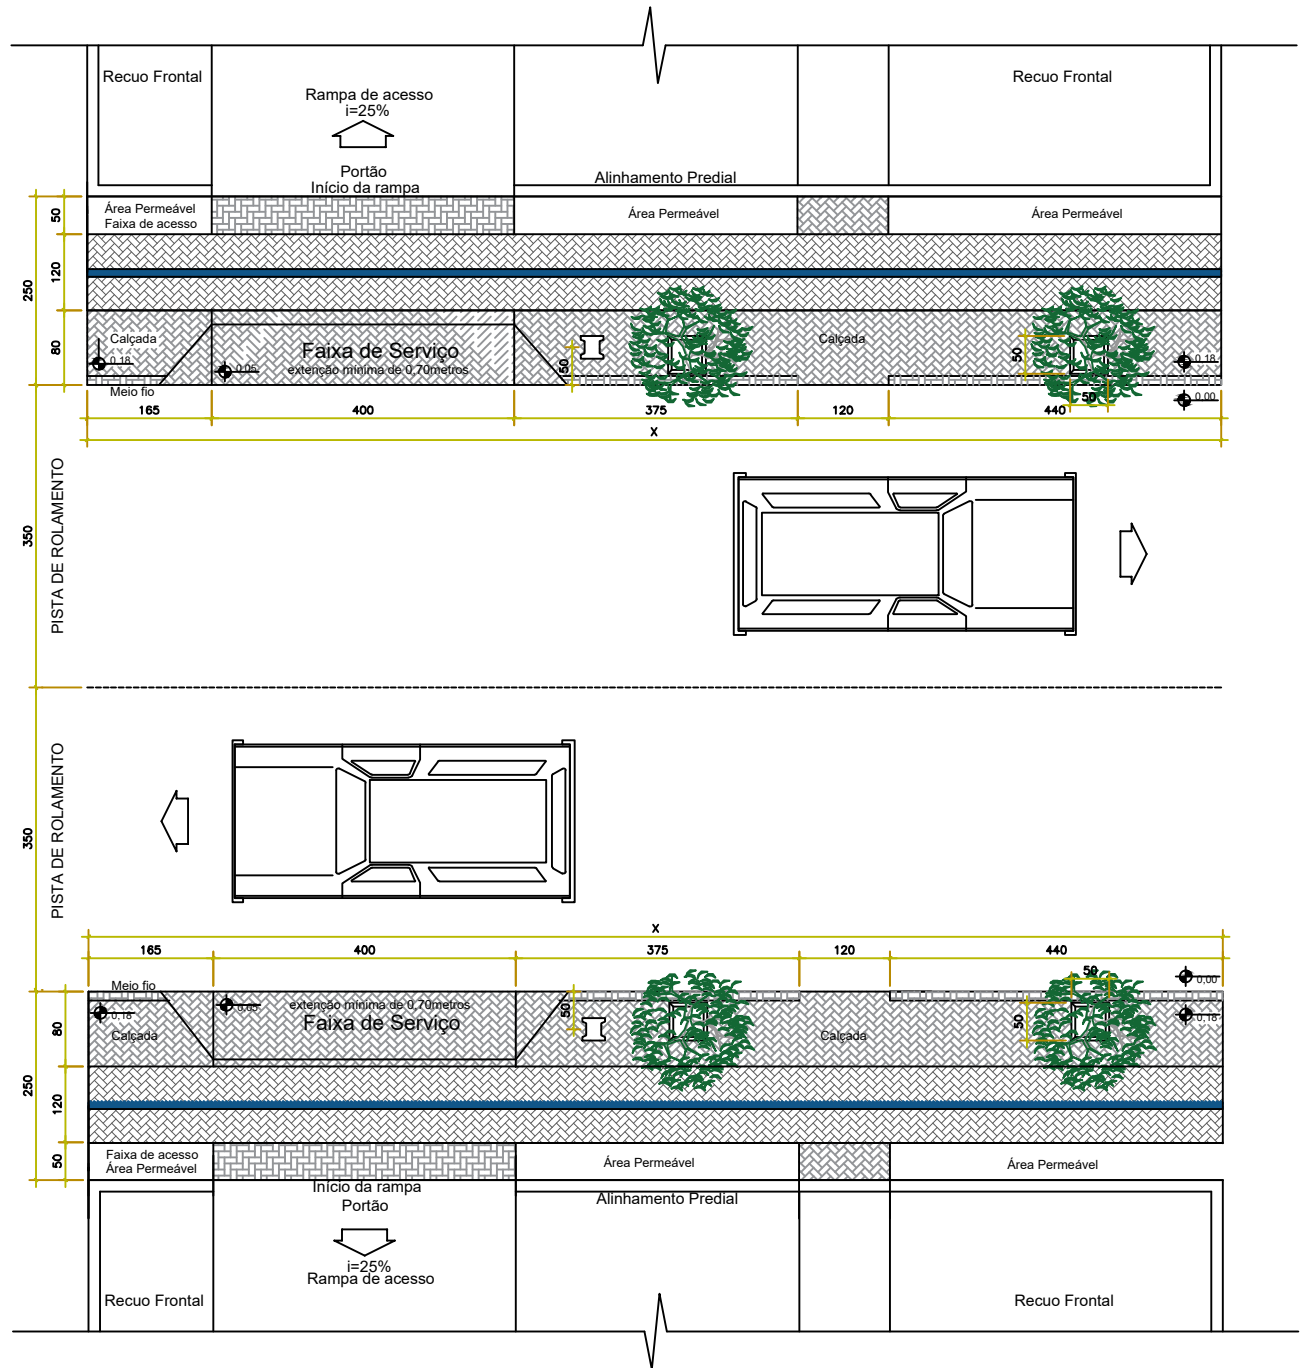 Recuo Frontal
Rampa de acesso
i=25%
Recuo Frontal
Portão
Início da rampa
Alinhamento Predial
Área Permeável
Faixa de acesso
Área Permeável
Área Permeável
50
120
250
80
Calçada
0,18
0,05
Faixa de Serviço
extenção mínima de 0,70metros
50
Calçada
50
0,18
Meio fio
50
0,00
165
400
375
120
440
X
350
PISTA DE ROLAMENTO
350
PISTA DE ROLAMENTO
X
165
400
375
120
440
Meio fio
50
0,00
0,18
0,05
extenção mínima de 0,70metros
Faixa de Serviço
50
Calçada
Calçada
50
0,18
80
250
120
50
Faixa de acesso
Área Permeável
Área Permeável
Área Permeável
Início da rampa
Portão
Alinhamento Predial
i=25%
Rampa de acesso
Recuo Frontal
Recuo Frontal